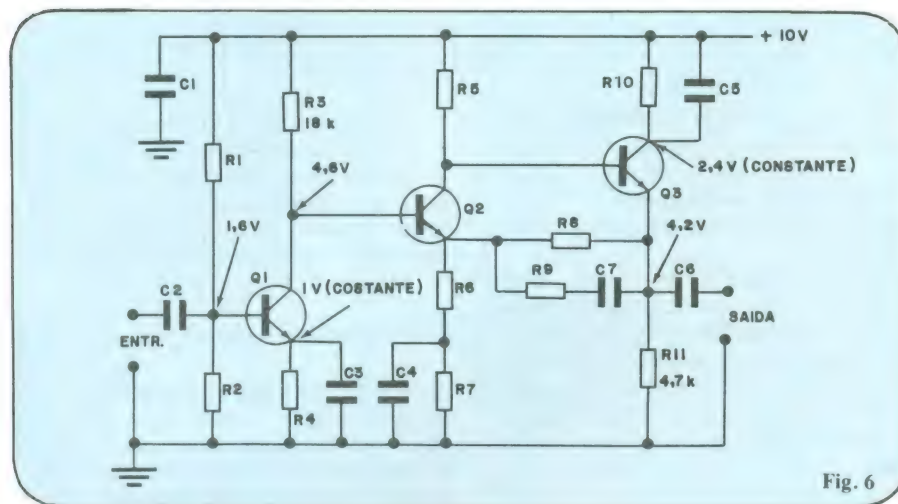 + 10V
C1
R1
R3
18 k
R5
R10
C5
4,6V
2,4V (CONSTANTE)
Q3
1,6V
Q2
4,2V
R8
Q1
1V (COSTANTE)
R9
C7
C6
C2
R6
ENTR.
SAIDA
R2
R4
C3
C4
R7
R11
4,7 k
Fig. 6